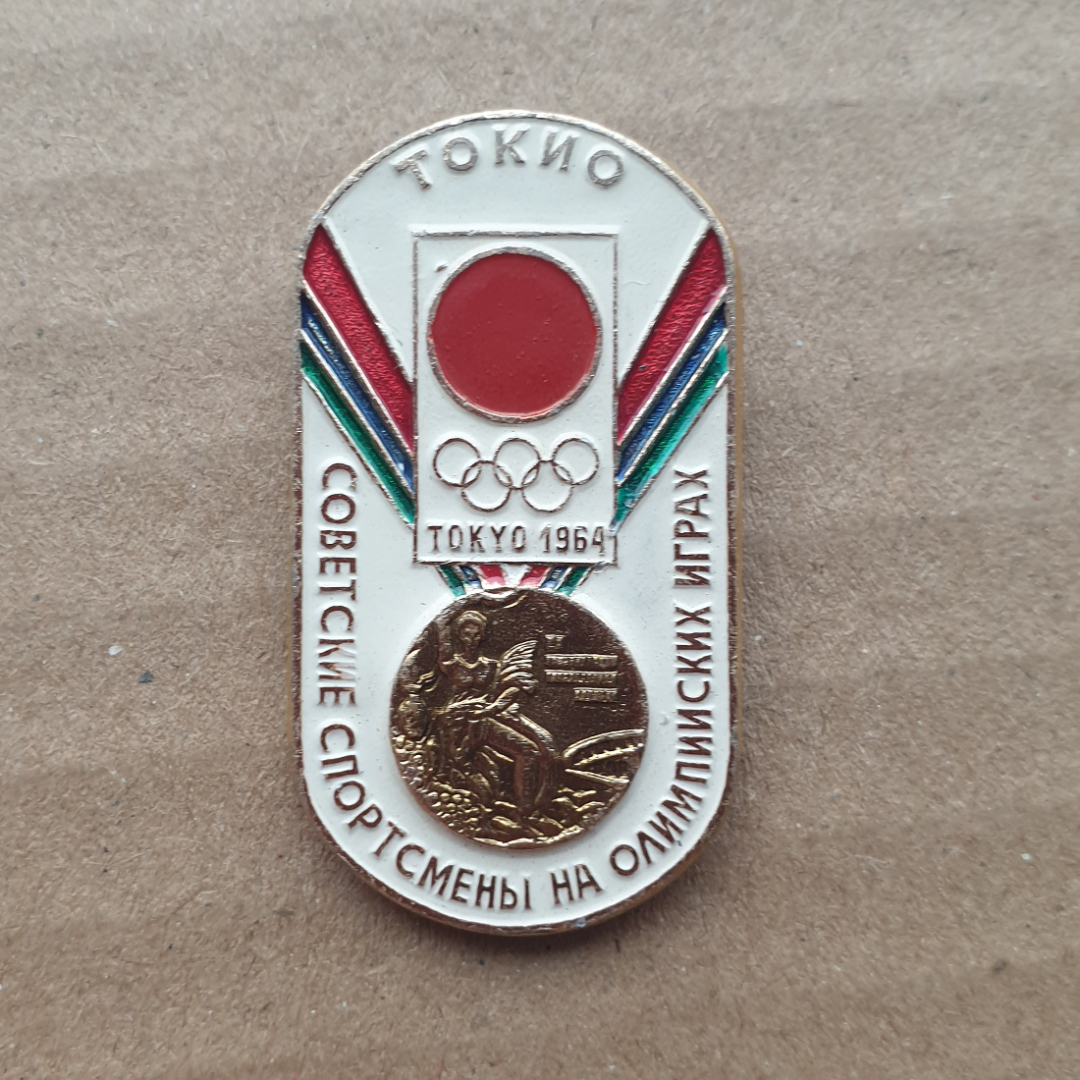 ТОКИО
TOKYO 1964
СОВЕТСКИЕ СПОРТСМЕНЫ НА ОЛИМПИЙСКИХ ИГРАХ